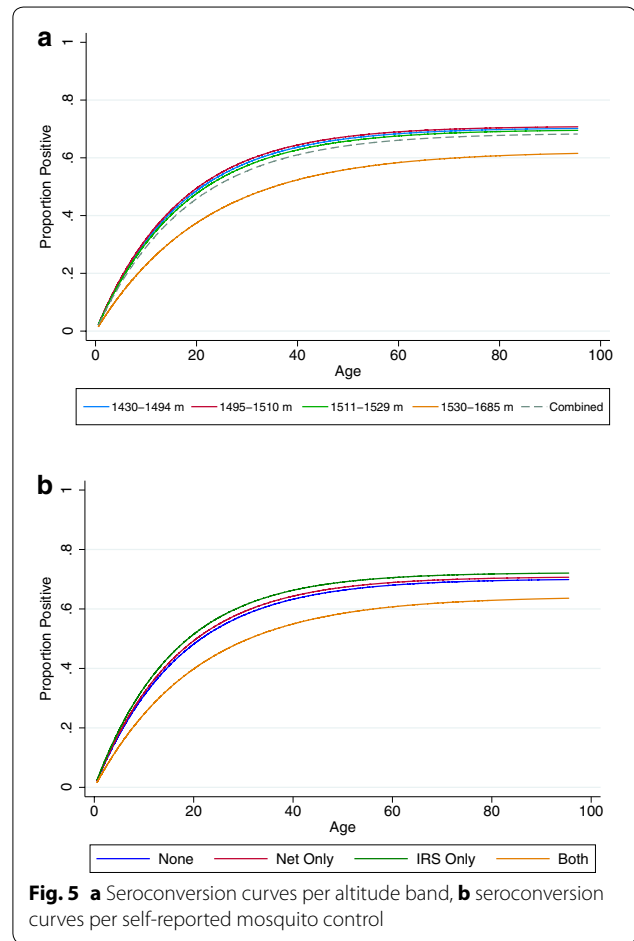 a
1
.8
.6
.4
.2
0
Proportion Positive
0 20 40 60 80 100
Age
1430–1494 m 1495–1510 m 1511–1529 m 1530–1685 m Combined
b
1
.8
.6
.4
.2
0
Proportion Positive
0 20 40 60 80 100
Age
None Net Only IRS Only Both
Fig. 5 a Seroconversion curves per altitude band, b seroconversion
curves per self-reported mosquito control